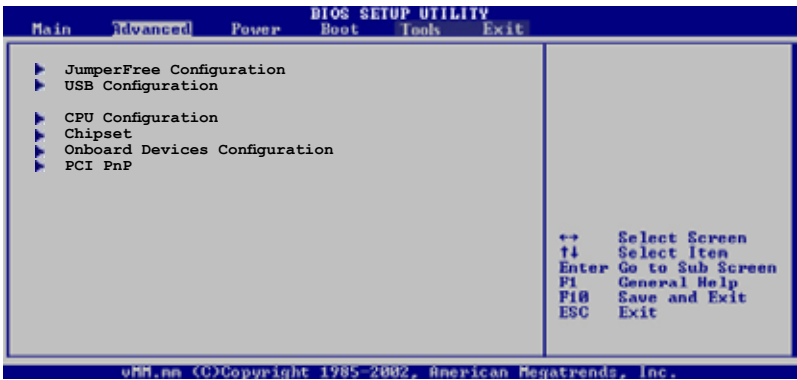 BIOS SETUP UTILITY
Main Advanced Power Boot Tools Exit
JumperFree Configuration
USB Configuration
CPU Configuration
Chipset
Onboard Devices Configuration
PCI PnP
←→ Select Screen
↑↓ Select Item
Enter Go to Sub Screen
F1 General Help
F10 Save and Exit
ESC Exit
vMM.mm (C)Copyright 1985-2002, American Megatrends, Inc.